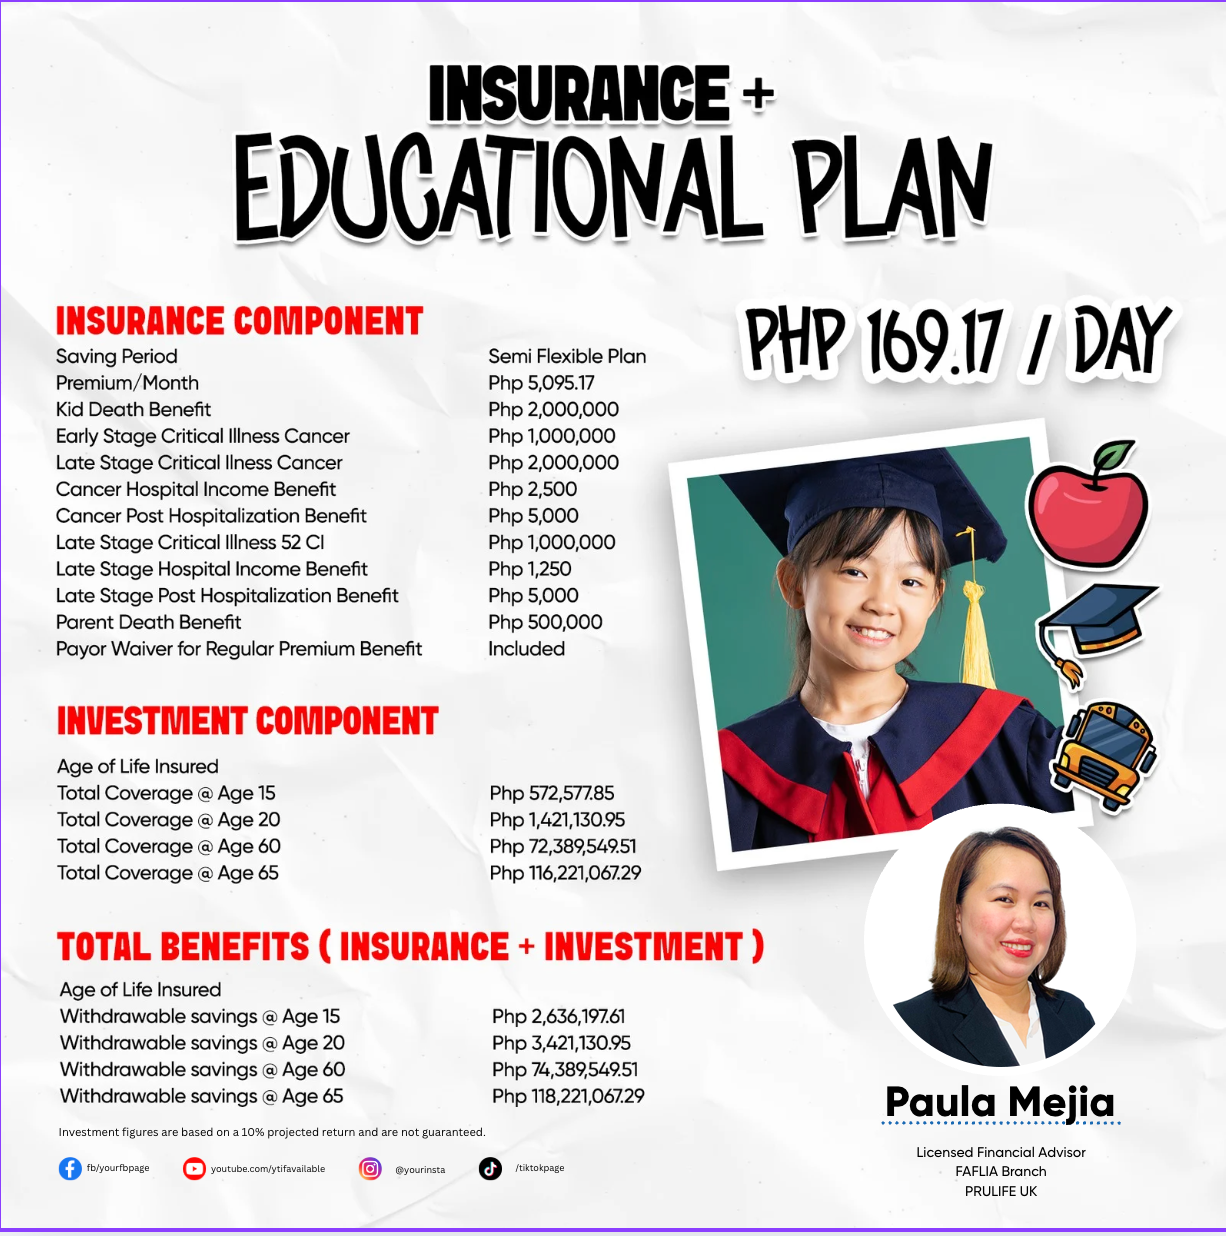 INSURANCE +
EDUCATIONAL PLAN
PHP 169.17 / DAY
INSURANCE COMPONENT
Saving Period Semi Flexible Plan
Premium/Month Php 5,095.17
Kid Death Benefit Php 2,000,000
Early Stage Critical Illness Cancer Php 1,000,000
Late Stage Critical Ilness Cancer Php 2,000,000
Cancer Hospital Income Benefit Php 2,500
Cancer Post Hospitalization Benefit Php 5,000
Late Stage Critical Illness 52 CI Php 1,000,000
Late Stage Hospital Income Benefit Php 1,250
Late Stage Post Hospitalization Benefit Php 5,000
Parent Death Benefit Php 500,000
Payor Waiver for Regular Premium Benefit Included
INVESTMENT COMPONENT
Age of Life Insured
Total Coverage @ Age 15 Php 572,577.85
Total Coverage @ Age 20 Php 1,421,130.95
Total Coverage @ Age 60 Php 72,389,549.51
Total Coverage @ Age 65 Php 116,221,067.29
TOTAL BENEFITS ( INSURANCE + INVESTMENT )
Age of Life Insured
Withdrawable savings @ Age 15 Php 2,636,197.61
Withdrawable savings @ Age 20 Php 3,421,130.95
Withdrawable savings @ Age 60 Php 74,389,549.51
Withdrawable savings @ Age 65 Php 118,221,067.29
Investment figures are based on a 10% projected return and are not guaranteed.
fb/yourfbpage youtube.com/ytifavailable @yourinsta /tiktokpage
Paula Mejia
Licensed Financial Advisor
FAFLIA Branch
PRULIFE UK